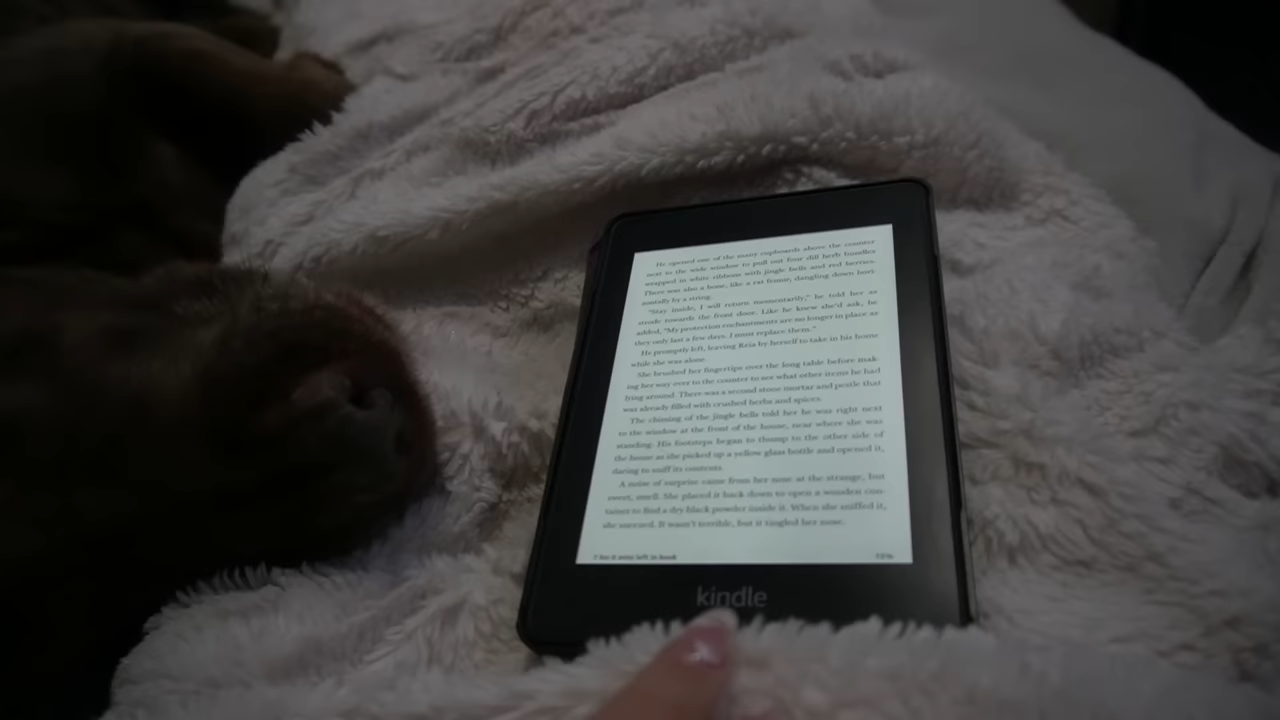 He opened one of the many cupboards above the counter
next to the wide window to pull out four dill herb bundles
wrapped in white ribbons with jingle bells and red berries.
There was also a bone, like a rat femur, dangling down hori-
zontally by a string.
"Stay inside, I will return momentarily," he told her as
strode towards the front door. Like he knew she'd ask, he
added, "My protection enchantments are no longer in place as
they only last a few days. I must replace them."
He promptly left, leaving Reia by herself to take in his home
while she was alone.
She brushed her fingertips over the long table before mak-
ing her way over to the counter to see what other items he had
lying around. There was a second stone mortar and pestle that
was already filled with crushed herbs and spices.
The chiming of the jingle bells told her he was right next
to the window at the front of the house, near where she was
standing. His footsteps began to thump to the other side of
the house as she picked up a yellow glass bottle and opened it,
daring to sniff its contents.
A noise of surprise came from her nose at the strange, but
sweet, smell. She placed it back down to open a wooden con-
tainer to find a dry black powder inside it. When she sniffed it,
she sneezed. It wasn't terrible, but it tingled her nose.
left in book
kindle